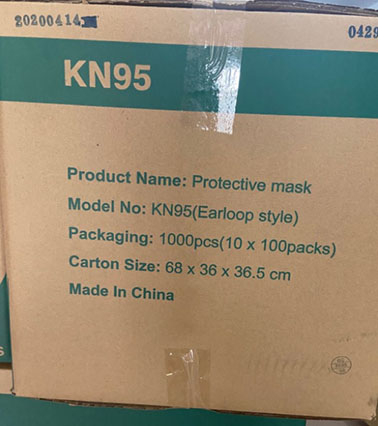 20200414
0429
KN95
Product Name: Protective mask
Model No: KN95(Earloop style)
Packaging: 1000pcs(10 x 100packs)
Carton Size: 68 x 36 x 36.5 cm
Made In China
S